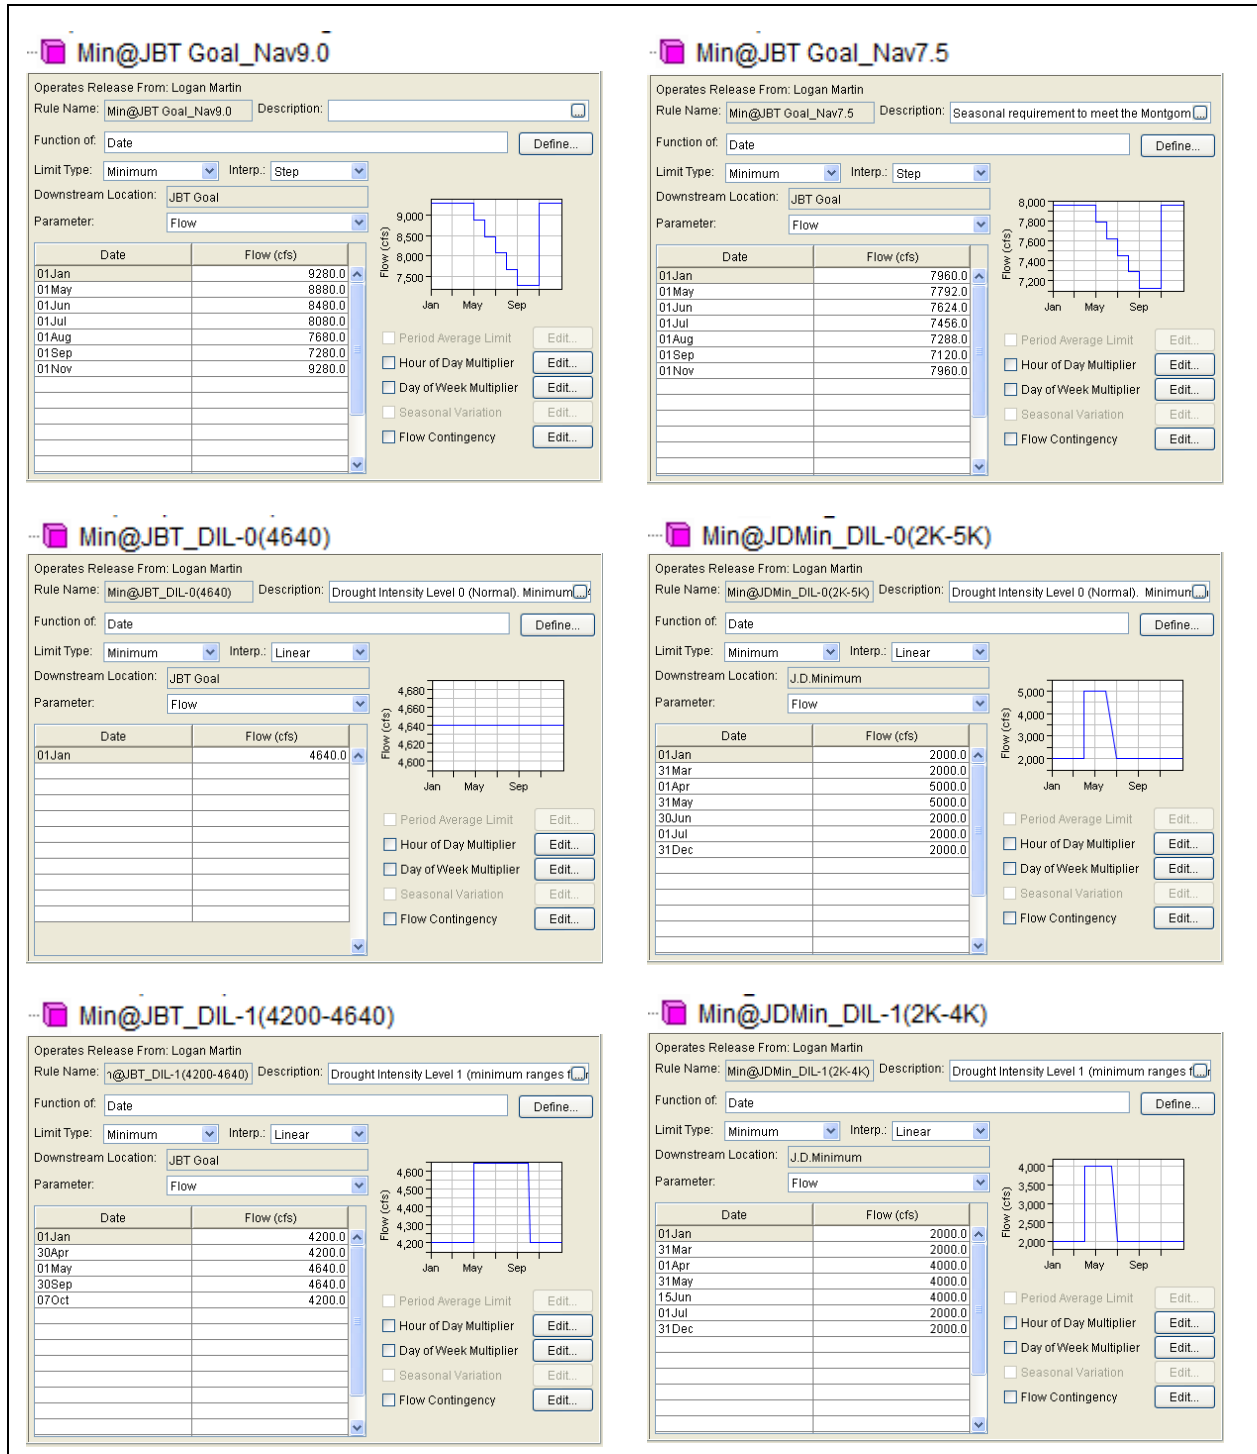 Min@JBT Goal_Nav9.0
Operates Release From: Logan Martin
Rule Name: Min@JBT Goal_Nav9.0 Description: ...
Function of: Date Define...
Limit Type: Minimum Interp.: Step
Downstream Location: JBT Goal
Parameter: Flow
Date Flow (cfs)
01Jan 9280.0
01May 8880.0
01Jun 8480.0
01Jul 8080.0
01Aug 7680.0
01Sep 7280.0
01Nov 9280.0
Flow (cfs)
9,000
8,500
8,000
7,500
Jan May Sep
Period Average Limit Edit...
Hour of Day Multiplier Edit...
Day of Week Multiplier Edit...
Seasonal Variation Edit...
Flow Contingency Edit...
Min@JBT Goal_Nav7.5
Operates Release From: Logan Martin
Rule Name: Min@JBT Goal_Nav7.5 Description: Seasonal requirement to meet the Montgom ...
Function of: Date Define...
Limit Type: Minimum Interp.: Step
Downstream Location: JBT Goal
Parameter: Flow
Date Flow (cfs)
01Jan 7960.0
01May 7792.0
01Jun 7624.0
01Jul 7456.0
01Aug 7288.0
01Sep 7120.0
01Nov 7960.0
Flow (cfs)
8,000
7,800
7,600
7,400
7,200
Jan May Sep
Period Average Limit Edit...
Hour of Day Multiplier Edit...
Day of Week Multiplier Edit...
Seasonal Variation Edit...
Flow Contingency Edit...
Min@JBT_DIL-0(4640)
Operates Release From: Logan Martin
Rule Name: Min@JBT_DIL-0(4640) Description: Drought Intensity Level 0 (Normal). Minimum ...
Function of: Date Define...
Limit Type: Minimum Interp.: Linear
Downstream Location: JBT Goal
Parameter: Flow
Date Flow (cfs)
01Jan 4640.0
Flow (cfs)
4,680
4,660
4,640
4,620
4,600
Jan May Sep
Period Average Limit Edit...
Hour of Day Multiplier Edit...
Day of Week Multiplier Edit...
Seasonal Variation Edit...
Flow Contingency Edit...
Min@JDMin_DIL-0(2K-5K)
Operates Release From: Logan Martin
Rule Name: Min@JDMin_DIL-0(2K-5K) Description: Drought Intensity Level 0 (Normal). Minimum ...
Function of: Date Define...
Limit Type: Minimum Interp.: Linear
Downstream Location: J.D.Minimum
Parameter: Flow
Date Flow (cfs)
01Jan 2000.0
31Mar 2000.0
01Apr 5000.0
31May 5000.0
30Jun 2000.0
01Jul 2000.0
31Dec 2000.0
Flow (cfs)
5,000
4,000
3,000
2,000
Jan May Sep
Period Average Limit Edit...
Hour of Day Multiplier Edit...
Day of Week Multiplier Edit...
Seasonal Variation Edit...
Flow Contingency Edit...
Min@JBT_DIL-1(4200-4640)
Operates Release From: Logan Martin
Rule Name: @JBT_DIL-1(4200-4640) Description: Drought Intensity Level 1 (minimum ranges ...
Function of: Date Define...
Limit Type: Minimum Interp.: Linear
Downstream Location: JBT Goal
Parameter: Flow
Date Flow (cfs)
01Jan 4200.0
30Apr 4200.0
01May 4640.0
30Sep 4640.0
07Oct 4200.0
Flow (cfs)
4,600
4,500
4,400
4,300
4,200
Jan May Sep
Period Average Limit Edit...
Hour of Day Multiplier Edit...
Day of Week Multiplier Edit...
Seasonal Variation Edit...
Flow Contingency Edit...
Min@JDMin_DIL-1(2K-4K)
Operates Release From: Logan Martin
Rule Name: Min@JDMin_DIL-1(2K-4K) Description: Drought Intensity Level 1 (minimum ranges ...
Function of: Date Define...
Limit Type: Minimum Interp.: Linear
Downstream Location: J.D.Minimum
Parameter: Flow
Date Flow (cfs)
01Jan 2000.0
31Mar 2000.0
01Apr 4000.0
31May 4000.0
15Jun 4000.0
01Jul 2000.0
31Dec 2000.0
Flow (cfs)
4,000
3,500
3,000
2,500
2,000
Jan May Sep
Period Average Limit Edit...
Hour of Day Multiplier Edit...
Day of Week Multiplier Edit...
Seasonal Variation Edit...
Flow Contingency Edit...